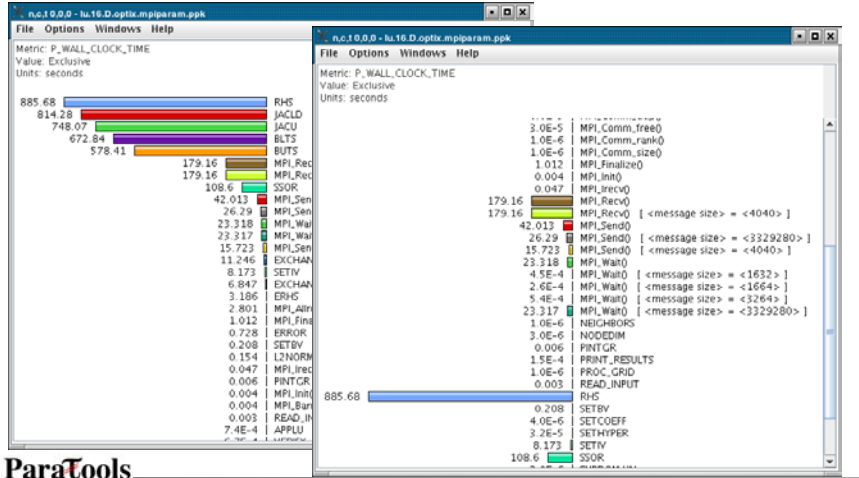 n,c,t 0,0,0 - lu.16.D.optix.mpiparam.ppk
File Options Windows Help
Metric: P_WALL_CLOCK_TIME
Value: Exclusive
Units: seconds
885.68 RHS
814.28 JACLD
748.07 JACU
672.84 BLTS
578.41 BUTS
179.16 MPI_Rec
179.16 MPI_Rec
108.6 SSOR
42.013 MPI_Sen
26.29 MPI_Sen
23.318 MPI_Wai
23.317 MPI_Wai
15.723 MPI_Sen
11.246 EXCHAN
8.173 SETIV
6.847 EXCHAN
3.186 ERHS
2.801 MPI_Allre
1.012 MPI_Fina
0.728 ERROR
0.208 SETBV
0.154 L2NORM
0.047 MPI_Irec
0.006 PINTGR
0.004 MPI_Init(
0.004 MPI_Bar
0.003 READ_IN
7.4E-4 APPLU
n,c,t 0,0,0 - lu.16.D.optix.mpiparam.ppk
File Options Windows Help
Metric: P_WALL_CLOCK_TIME
Value: Exclusive
Units: seconds
3.0E-5 MPI_Comm_free()
1.0E-6 MPI_Comm_rank()
1.0E-6 MPI_Comm_size()
1.012 MPI_Finalize()
0.004 MPI_Init()
0.047 MPI_Irecv()
179.16 MPI_Recv()
179.16 MPI_Recv() [ <message size> = <4040> ]
42.013 MPI_Send()
26.29 MPI_Send() [ <message size> = <3329280> ]
15.723 MPI_Send() [ <message size> = <4040> ]
23.318 MPI_Wait()
4.5E-4 MPI_Wait() [ <message size> = <1632> ]
2.6E-4 MPI_Wait() [ <message size> = <1664> ]
5.4E-4 MPI_Wait() [ <message size> = <3264> ]
23.317 MPI_Wait() [ <message size> = <3329280> ]
1.0E-6 NEIGHBORS
3.0E-6 NODEDIM
0.006 PINTGR
1.5E-4 PRINT_RESULTS
1.0E-6 PROC_GRID
0.003 READ_INPUT
885.68 RHS
0.208 SETBV
4.0E-6 SETCOEFF
3.2E-5 SETHYPER
8.173 SETIV
108.6 SSOR
ParaTools